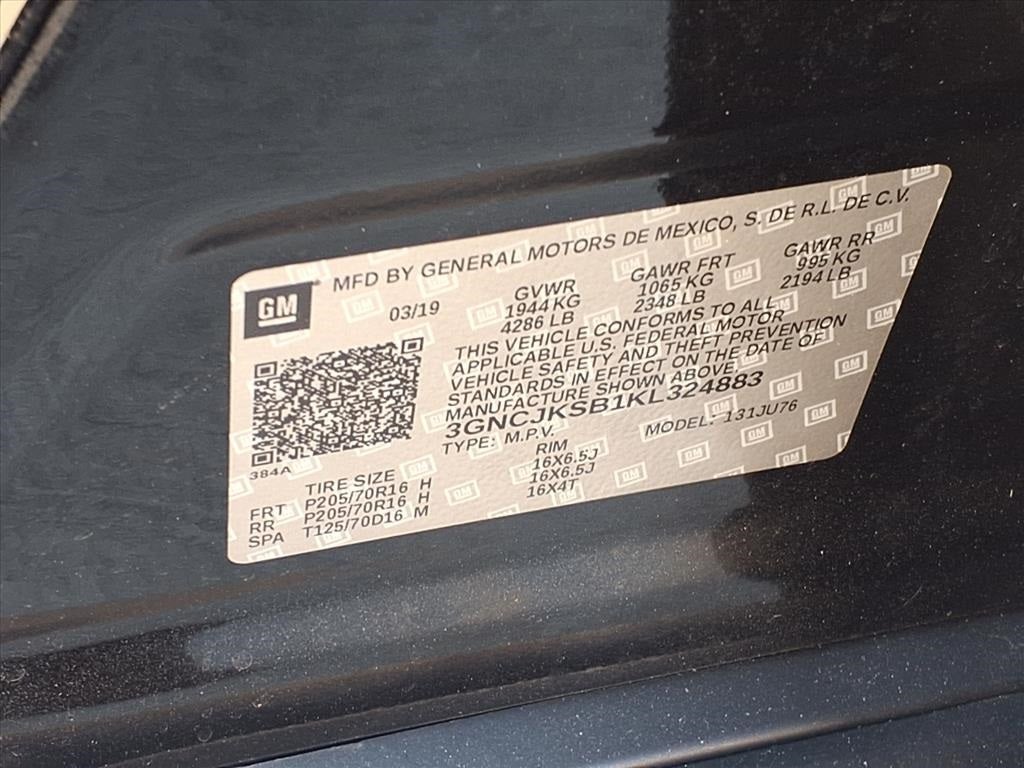 MFD BY GENERAL MOTORS DE MEXICO, S. DE R.L. DE C.V.
GM
03/19
GVWR
1944 KG
4286 LB
GAWR FRT
1065 KG
2348 LB
GAWR RR
995 KG
2194 LB
THIS VEHICLE CONFORMS TO ALL
APPLICABLE U.S. FEDERAL MOTOR
VEHICLE SAFETY AND THEFT PREVENTION
STANDARDS IN EFFECT ON THE DATE OF
MANUFACTURE SHOWN ABOVE.
3GNCJKSB1KL324883
TYPE: M.P.V. MODEL: 131JU76
384A
TIRE SIZE RIM
FRT P205/70R16 H 16X6.5J
RR P205/70R16 H 16X6.5J
SPA T125/70D16 M 16X4T